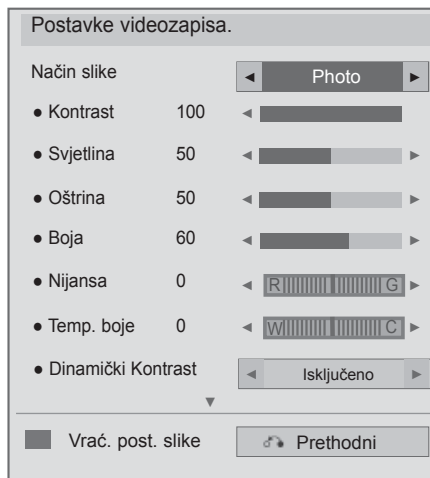 Postavke videozapisa.
Način slike ◄ Photo ►
● Kontrast 100 ◄
● Svjetlina 50 ◄ ►
● Oštrina 50 ◄ ►
● Boja 60 ◄ ►
● Nijansa 0 ◄ R G ►
● Temp. boje 0 ◄ W C ►
● Dinamički Kontrast ◄ Isključeno ►
▼
Vrać. post. slike Prethodni